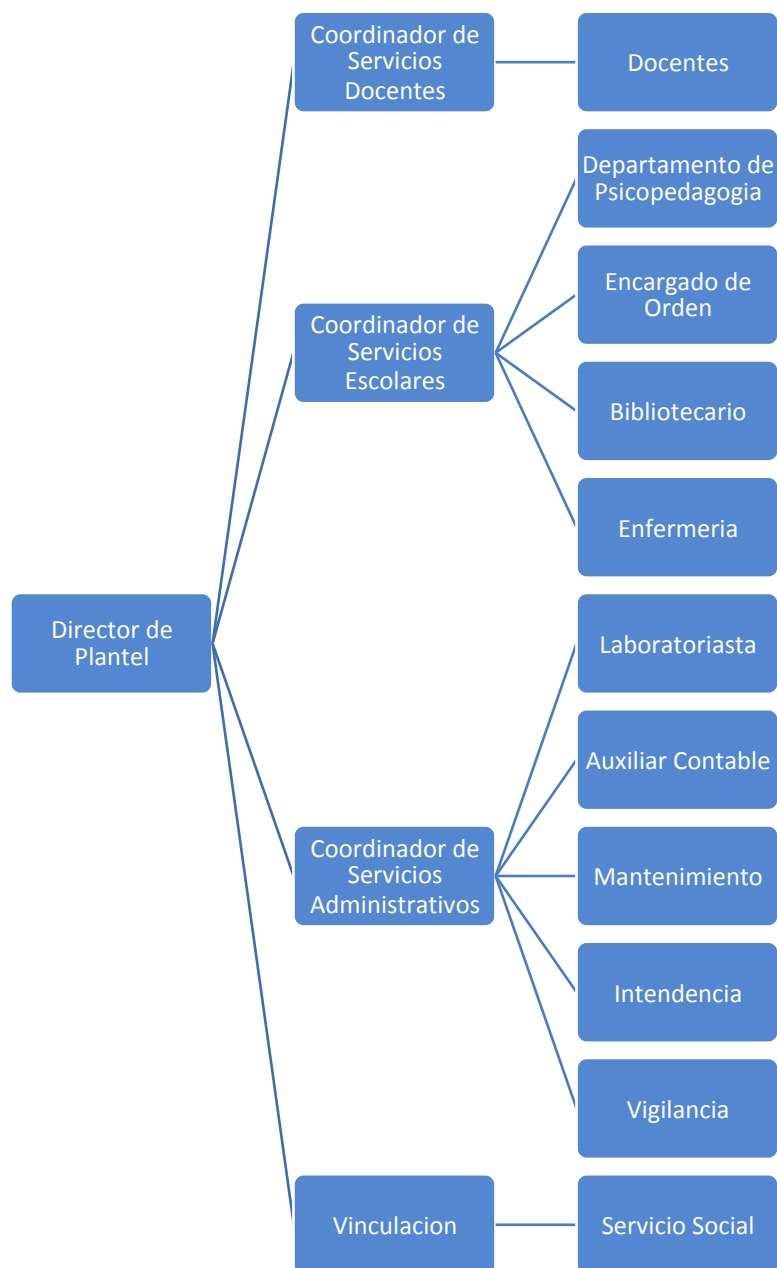 Coordinador de
Servicios
Docentes
Docentes
Departamento de
Psicopedagogia
Encargado de
Orden
Coordinador de
Servicios
Escolares
Bibliotecario
Enfermeria
Director de
Plantel
Laboratoriasta
Auxiliar Contable
Coordinador de
Servicios
Administrativos
Mantenimiento
Intendencia
Vigilancia
Vinculacion
Servicio Social